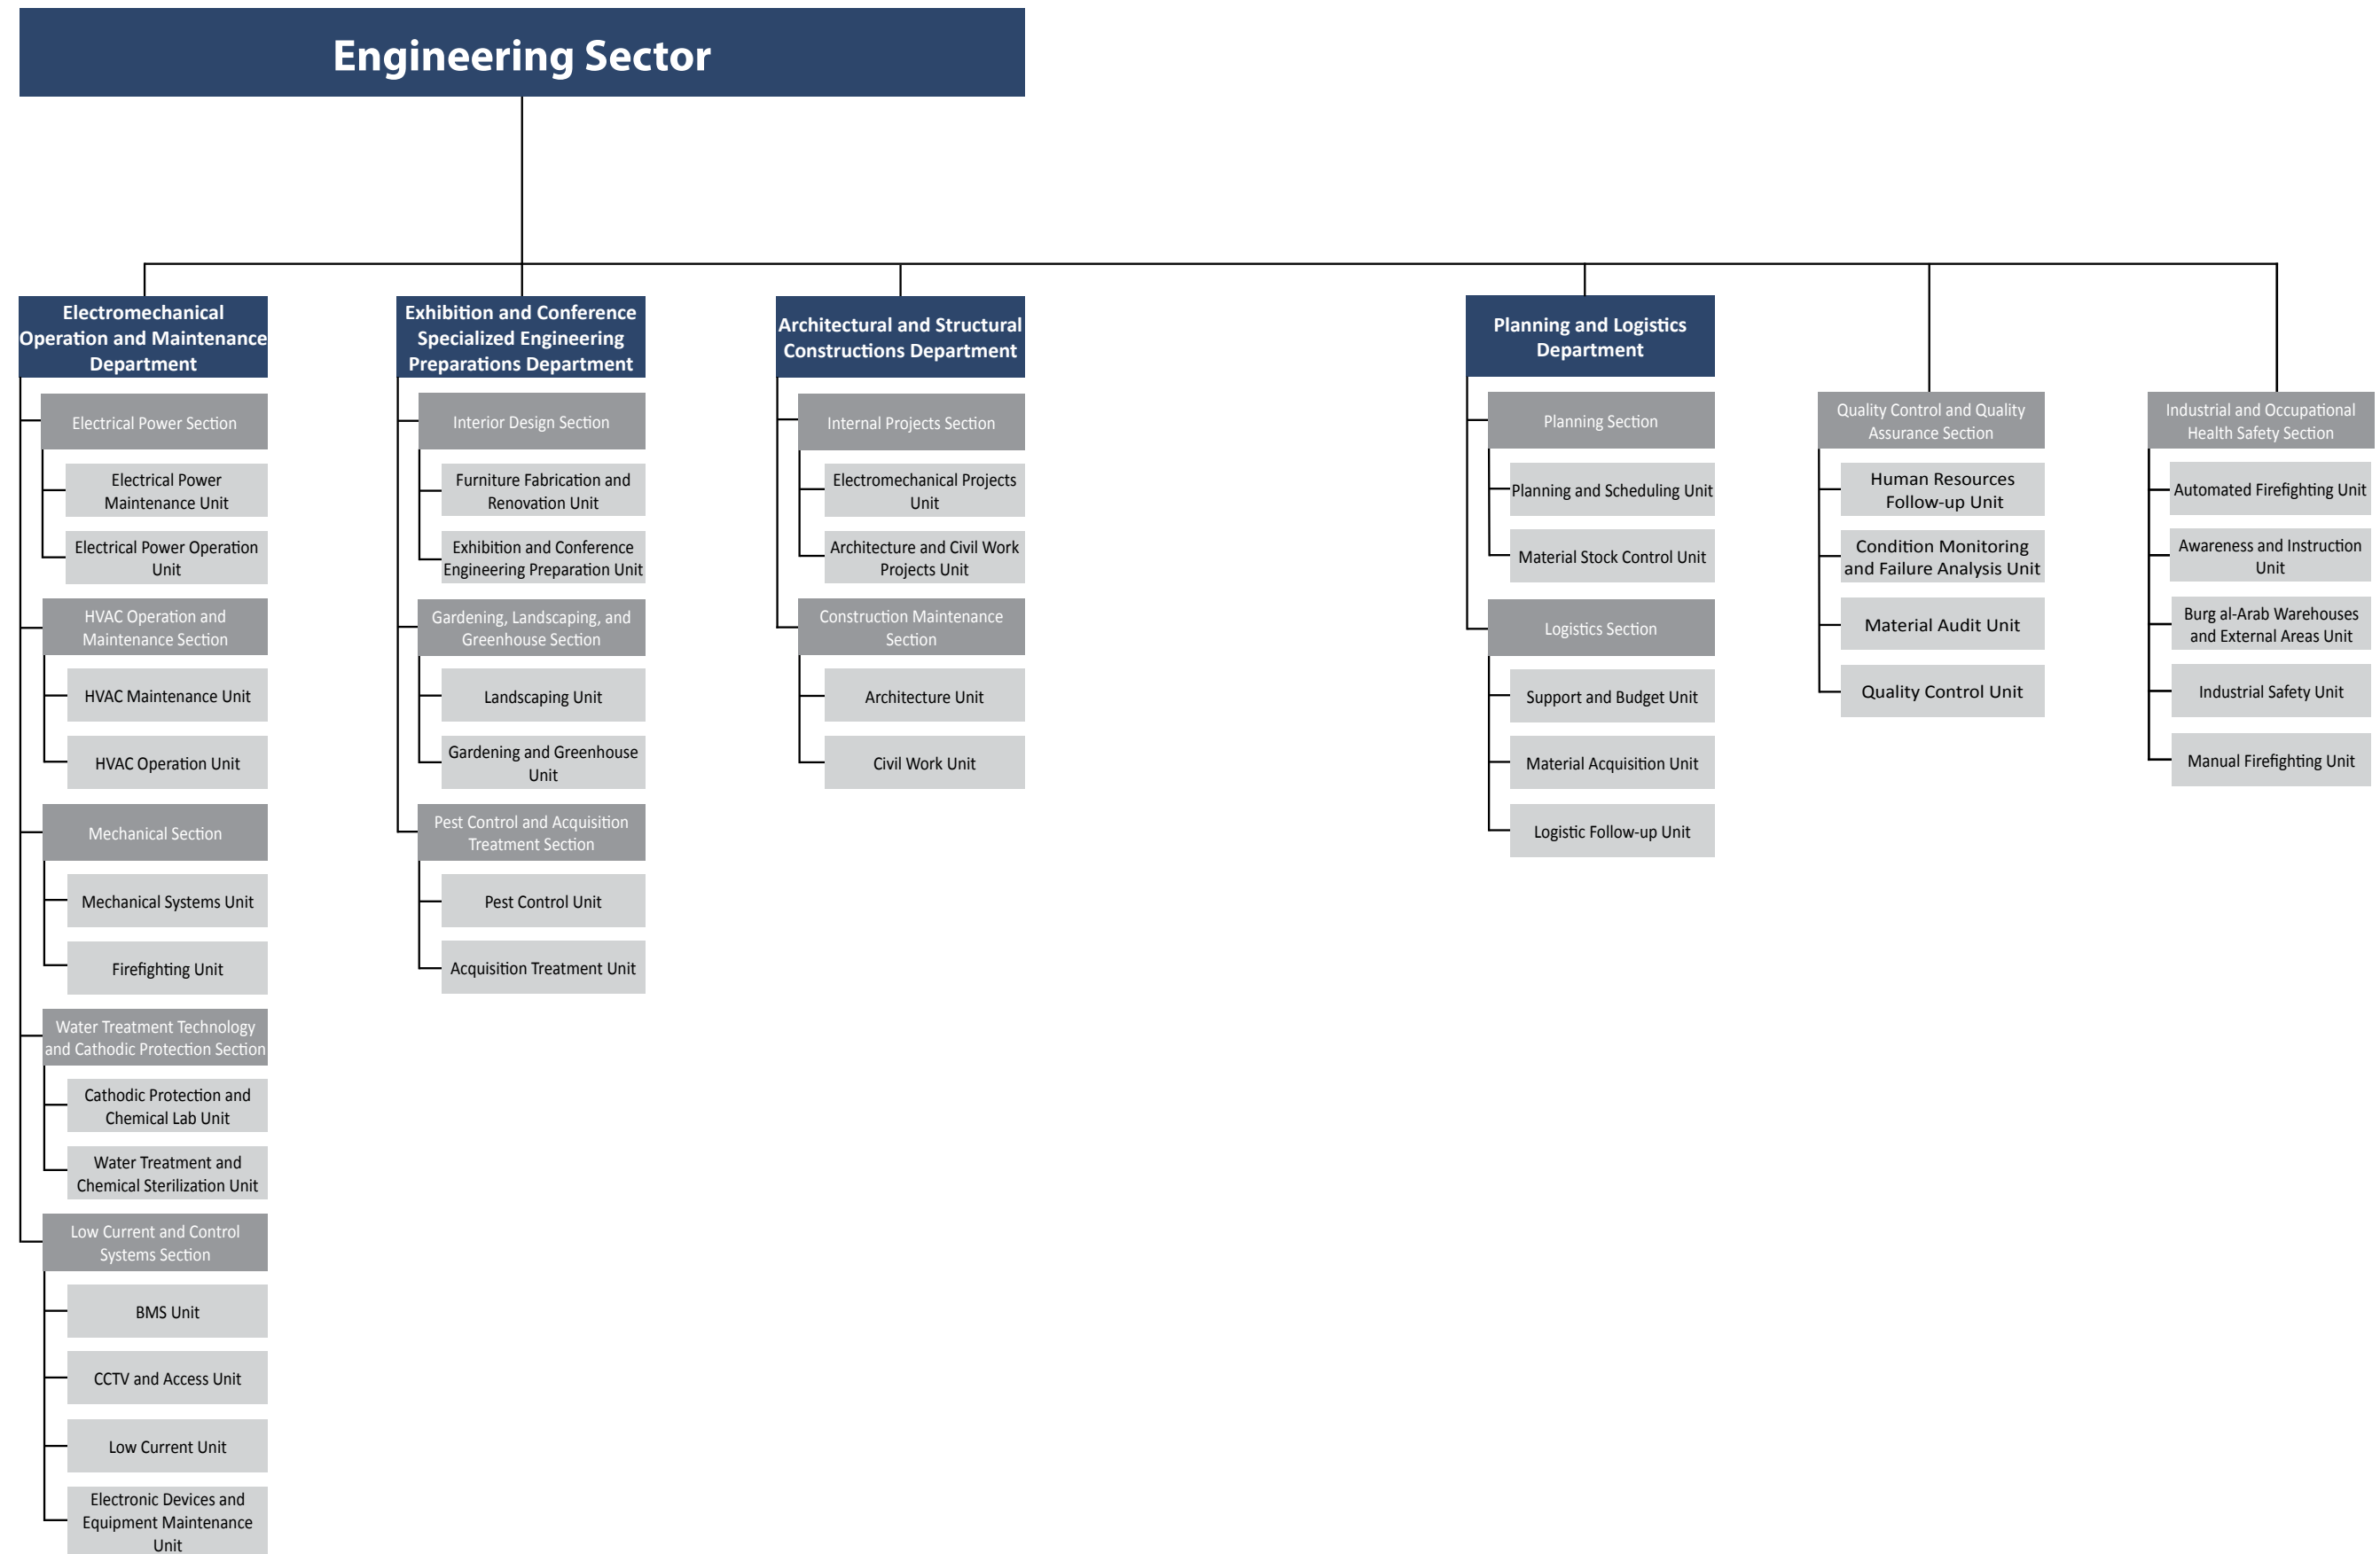 Engineering Sector
Electromechanical
Operation and Maintenance
Department
Electrical Power Section
Electrical Power
Maintenance Unit
Electrical Power Operation
Unit
HVAC Operation and
Maintenance Section
HVAC Maintenance Unit
HVAC Operation Unit
Mechanical Section
Mechanical Systems Unit
Firefighting Unit
Water Treatment Technology
and Cathodic Protection Section
Cathodic Protection and
Chemical Lab Unit
Water Treatment and
Chemical Sterilization Unit
Low Current and Control
Systems Section
BMS Unit
CCTV and Access Unit
Low Current Unit
Electronic Devices and
Equipment Maintenance
Unit
Exhibition and Conference
Specialized Engineering
Preparations Department
Interior Design Section
Furniture Fabrication and
Renovation Unit
Exhibition and Conference
Engineering Preparation Unit
Gardening, Landscaping, and
Greenhouse Section
Landscaping Unit
Gardening and Greenhouse
Unit
Pest Control and Acquisition
Treatment Section
Pest Control Unit
Acquisition Treatment Unit
Architectural and Structural
Constructions Department
Internal Projects Section
Electromechanical Projects
Unit
Architecture and Civil Work
Projects Unit
Construction Maintenance
Section
Architecture Unit
Civil Work Unit
Planning and Logistics
Department
Planning Section
Planning and Scheduling Unit
Material Stock Control Unit
Logistics Section
Support and Budget Unit
Material Acquisition Unit
Logistic Follow-up Unit
Quality Control and Quality
Assurance Section
Human Resources
Follow-up Unit
Condition Monitoring
and Failure Analysis Unit
Material Audit Unit
Quality Control Unit
Industrial and Occupational
Health Safety Section
Automated Firefighting Unit
Awareness and Instruction
Unit
Burg al-Arab Warehouses
and External Areas Unit
Industrial Safety Unit
Manual Firefighting Unit